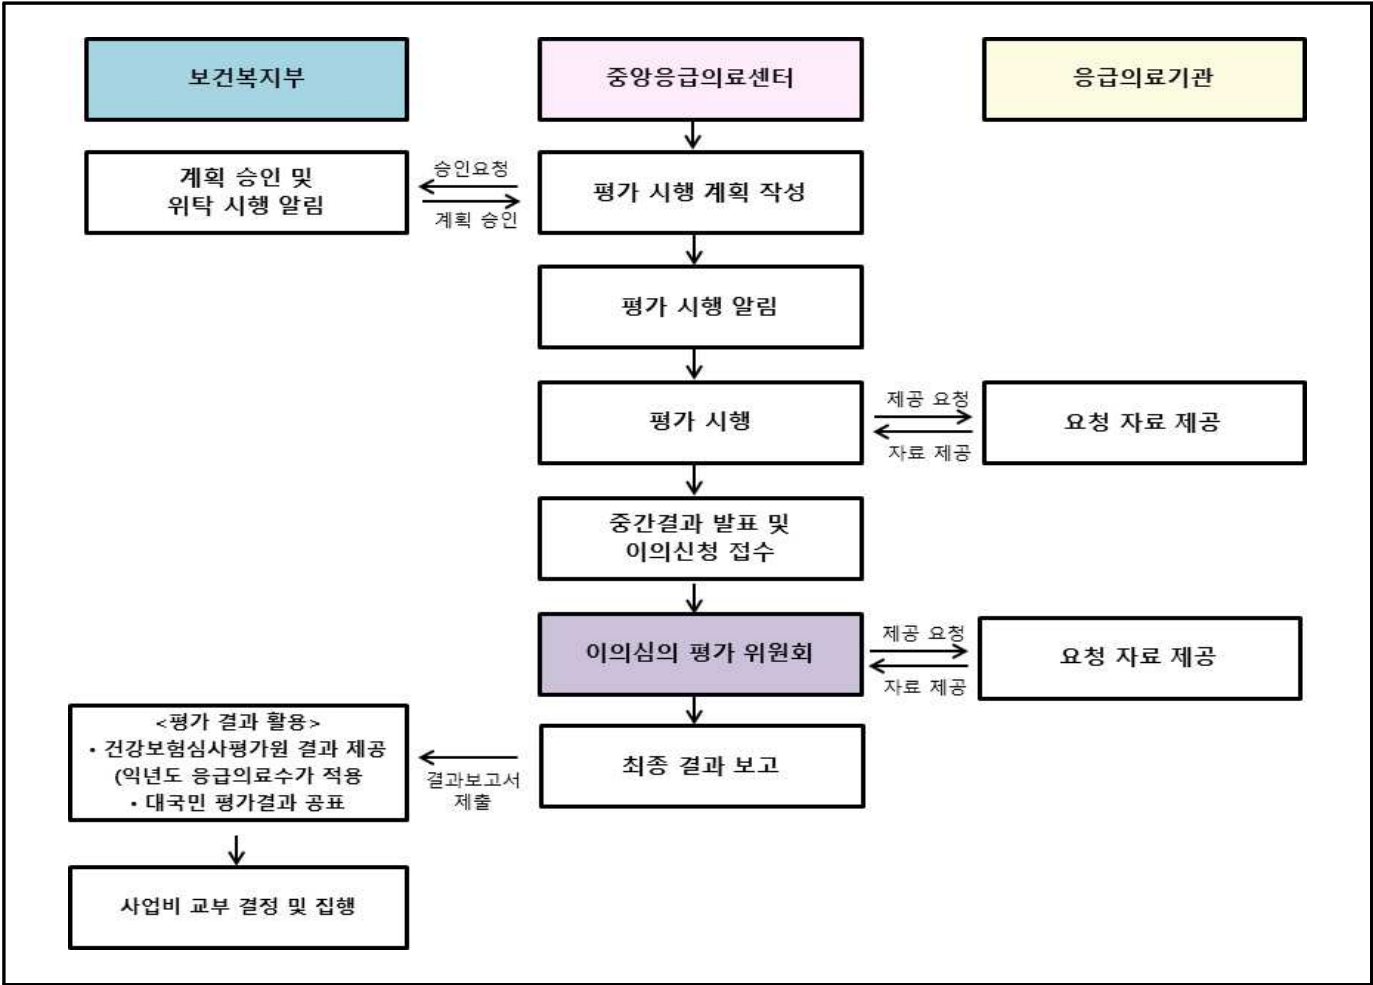 보건복지부
중앙응급의료센터
응급의료기관
계획 승인 및
위탁 시행 알림
승인요청
계획 승인
평가 시행 계획 작성
평가 시행 알림
평가 시행
제공 요청
자료 제공
요청 자료 제공
중간결과 발표 및
이의신청 접수
이의심의 평가 위원회
제공 요청
자료 제공
요청 자료 제공
<평가 결과 활용>
• 건강보험심사평가원 결과 제공
(익년도 응급의료수가 적용
• 대국민 평가결과 공표
결과보고서
제출
최종 결과 보고
사업비 교부 결정 및 집행